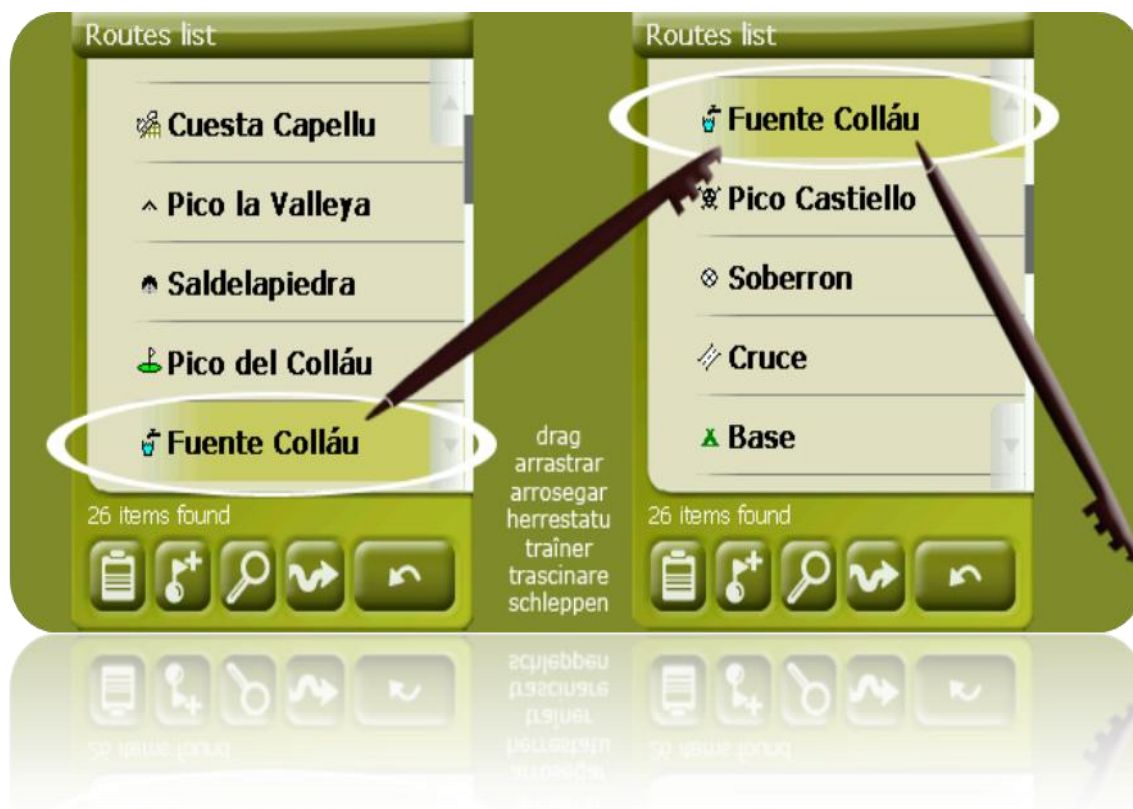 Routes list
Cuesta Capellu
Pico la Valleya
Saldelapiedra
Pico del Colláu
Fuente Colláu
26 items found
drag
arrastrar
arrosegar
herrestatu
traîner
trascinare
schleppen
Routes list
Fuente Colláu
Pico Castiello
Soberron
Cruce
Base
26 items found